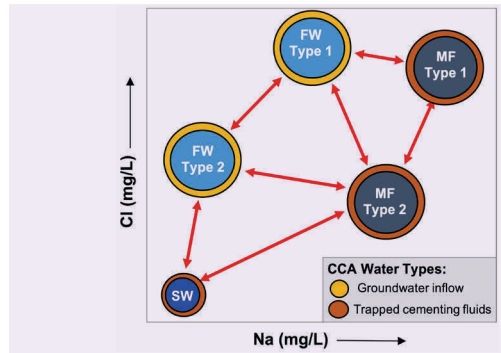 FW
Type 1
MF
Type 1
FW
Type 2
MF
Type 2
SW
Cl (mg/L)
CCA Water Types:
Groundwater inflow
Trapped cementing fluids
Na (mg/L)